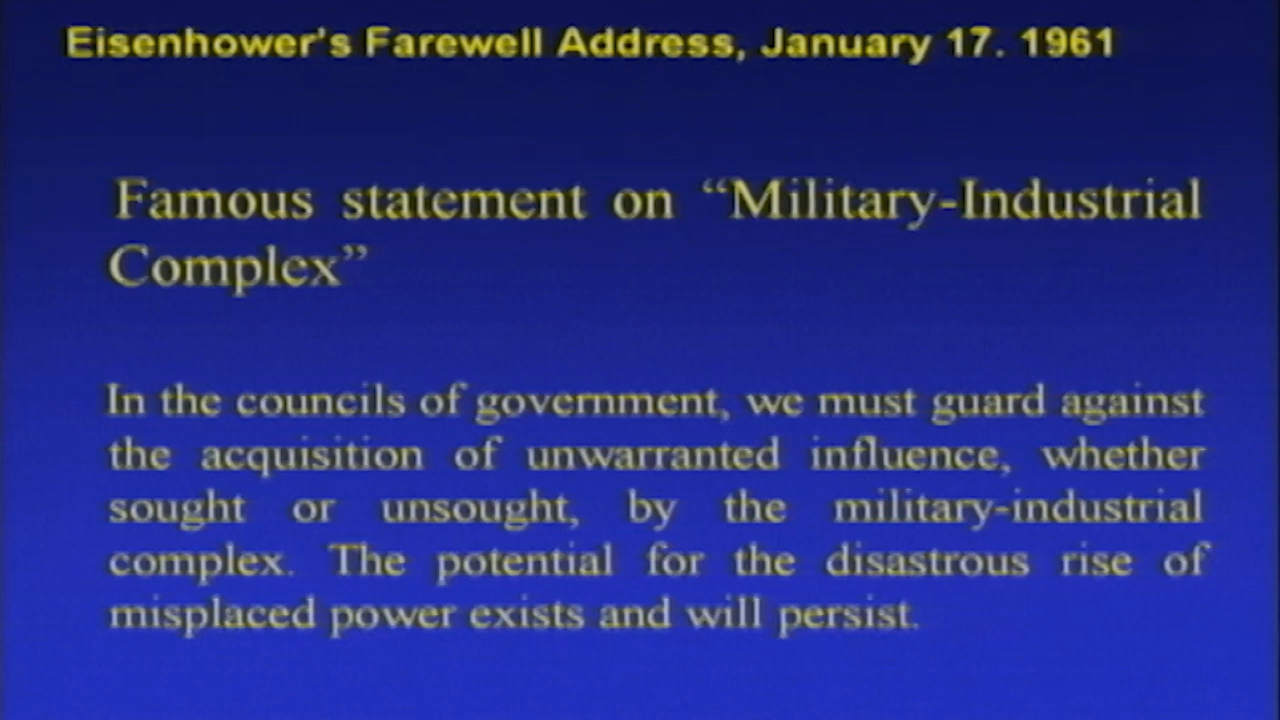 Eisenhower's Farewell Address, January 17. 1961
Famous statement on “Military-Industrial
Complex”
In the councils of government, we must guard against
the acquisition of unwarranted influence, whether
sought or unsought, by the military-industrial
complex. The potential for the disastrous rise of
misplaced power exists and will persist.